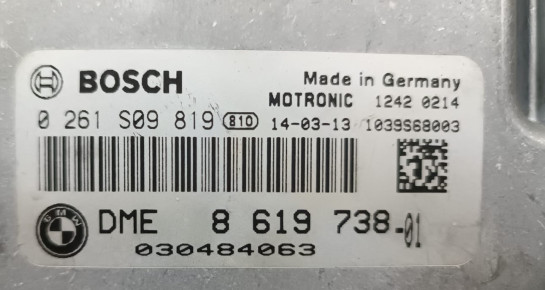 BOSCH
Made in Germany
MOTRONIC 1242 0214
0 261 S09 819 810 14-03-13 1039S68003
BMW DME 8 619 738-01
030484063